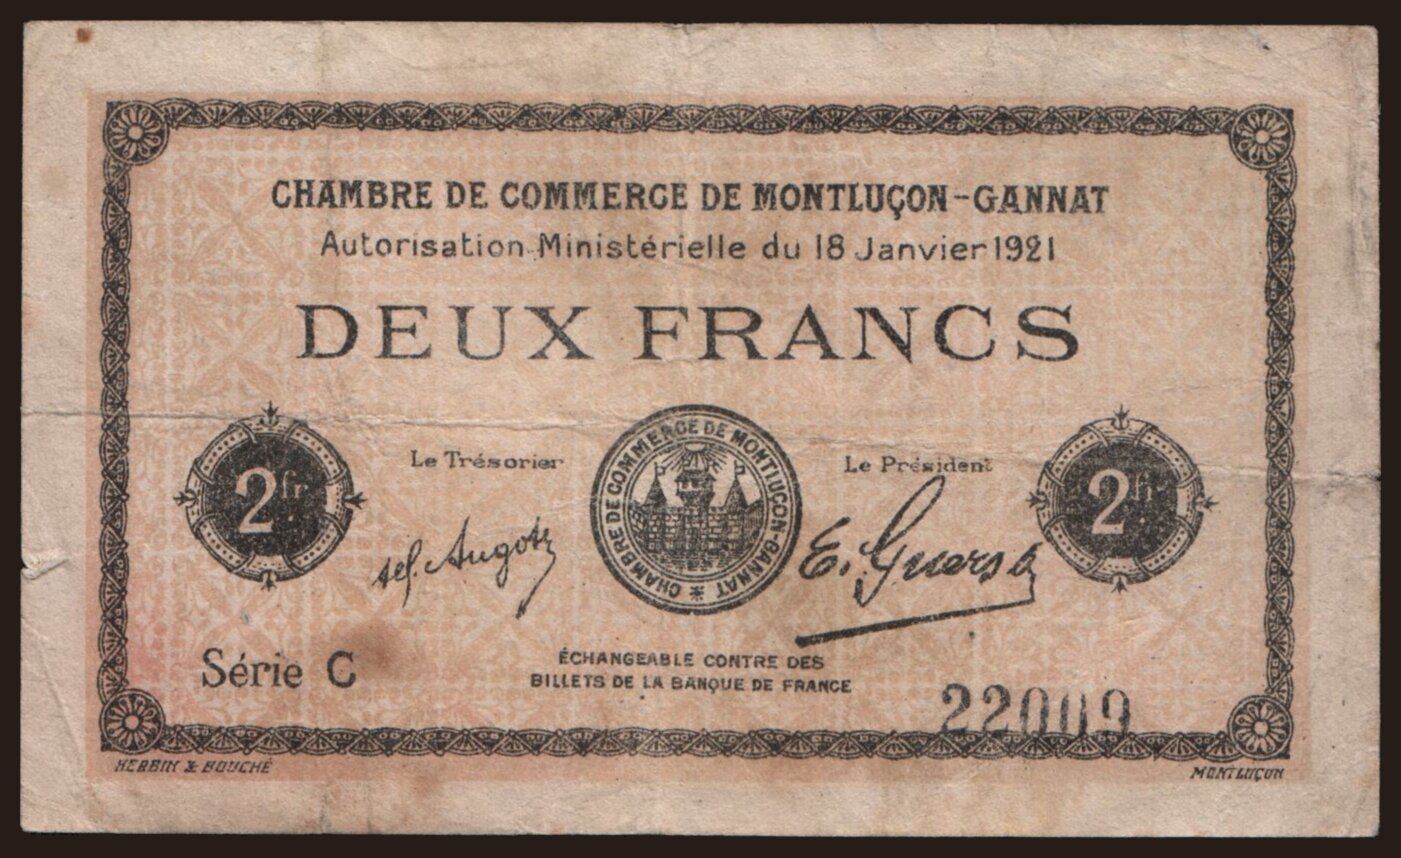 CHAMBRE DE COMMERCE DE MONTLUÇON-GANNAT
Autorisation Ministérielle du 18 Janvier 1921
DEUX FRANCS
2fr.
Le Trésorier
CHAMBRE DE COMMERCE DE MONTLUÇON-GANNAT *
Le Président
2fr.
Augot
E. Guers
Série C
ÉCHANGEABLE CONTRE DES
BILLETS DE LA BANQUE DE FRANCE
22009
HERBIN & BOUCHÉ
MONTLUÇON